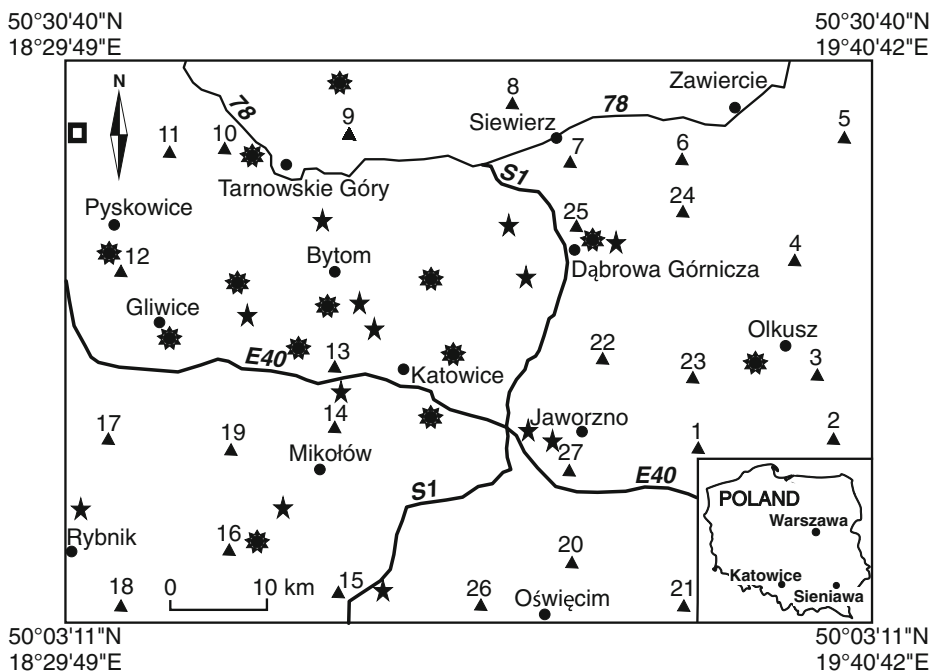 50°30'40"N
18°29'49"E
50°30'40"N
19°40'42"E
N
78
8
78
Zawiercie
9
Siewierz
5
11
10
7
6
Tarnowskie Góry
S1
24
Pyskowice
25
12
Bytom
Dąbrowa Górnicza
4
Gliwice
Olkusz
E40
13
22
23
3
Katowice
17
14
Jaworzno
1
2
19
Mikołów
27
E40
S1
POLAND
Warszawa
Rybnik
16
20
Katowice
Sieniawa
18
0
10 km
15
26
Oświęcim
21
50°03'11"N
18°29'49"E
50°03'11"N
19°40'42"E